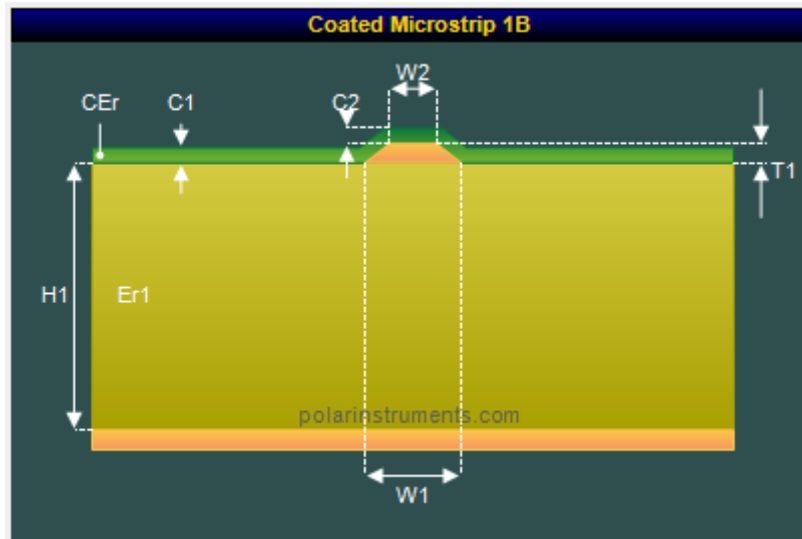 Coated Microstrip 1B
W2
CEr
C1
C2
T1
H1
Er1
polarinstruments.com
W1